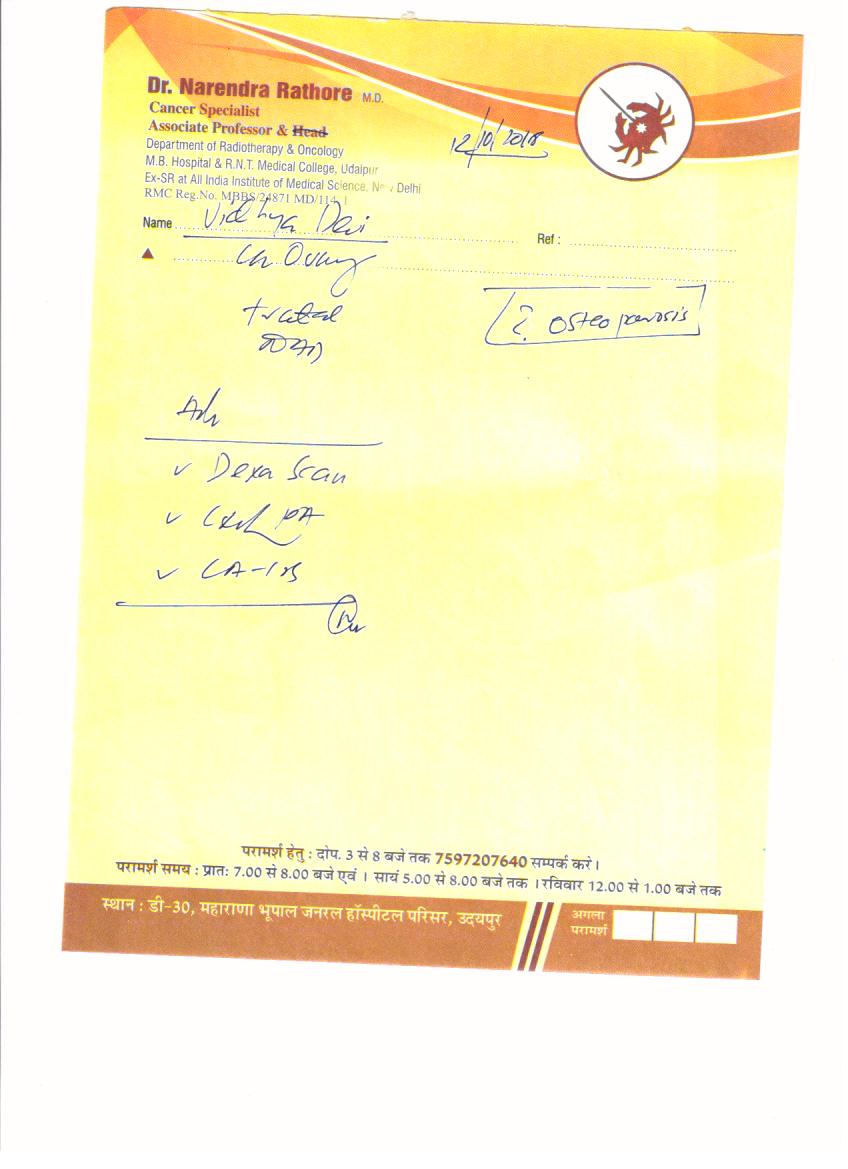 Dr. Narendra Rathore M.D.
Cancer Specialist
Associate Professor & Head
Department of Radiotherapy & Oncology
M.B. Hospital & R.N.T. Medical College, Udaipur
Ex-SR at All India Institute of Medical Science, New Delhi
RMC Reg.No. MBBS/24871 MD/114
12/10/2018
Name Vidhya Devi Ref :
Ca Ovary
treated
? Osteoporosis
Adv
✓ Dexa Scan
✓ PA
✓ CA-125
परामर्श हेतु : दोप. 3 से 8 बजे तक 7597207640 सम्पर्क करे।
परामर्श समय : प्रातः 7.00 से 8.00 बजे एवं । सायं 5.00 से 8.00 बजे तक । रविवार 12.00 से 1.00 बजे तक
स्थान : डी-30, महाराणा भूपाल जनरल हॉस्पीटल परिसर, उदयपुर
अगला
परामर्श